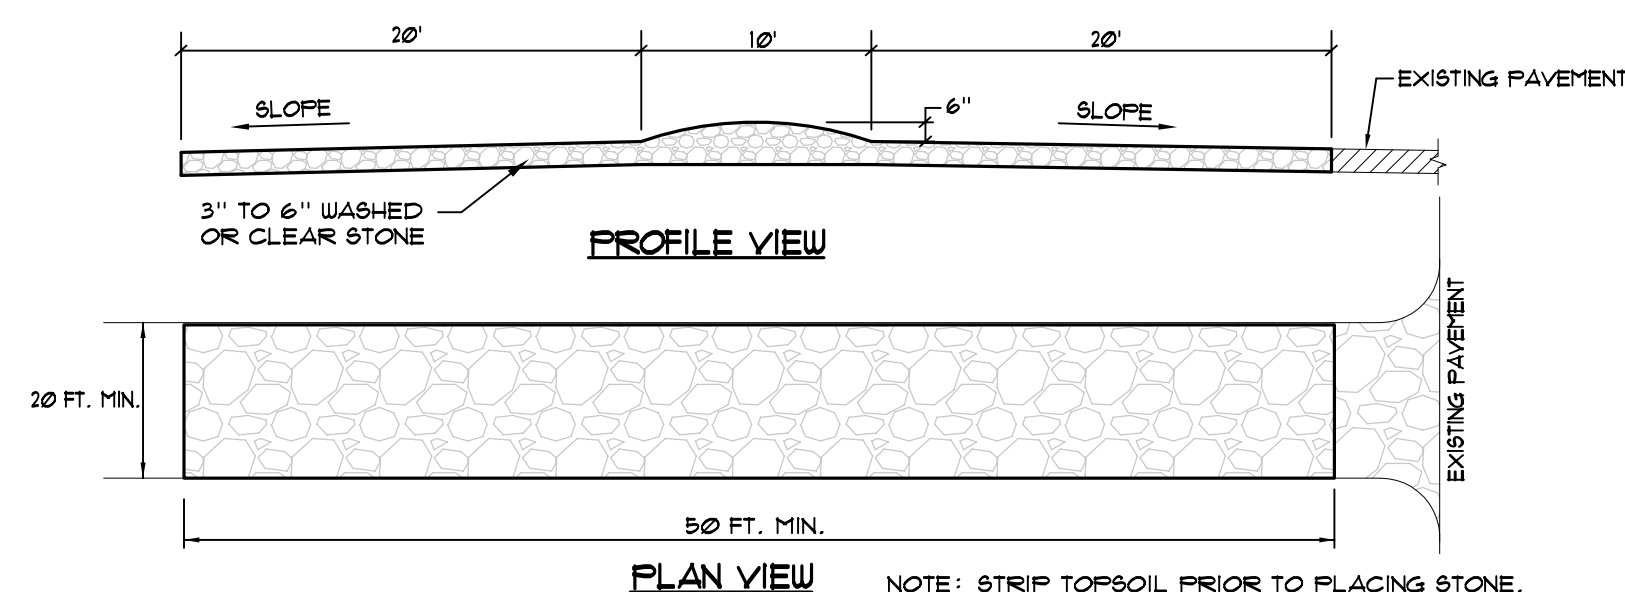 20'
10'
20'
EXISTING PAVEMENT
SLOPE
6"
SLOPE
3" TO 6" WASHED
OR CLEAR STONE
PROFILE VIEW
EXISTING PAVEMENT
20 FT. MIN.
50 FT. MIN.
PLAN VIEW
NOTE: STRIP TOPSOIL PRIOR TO PLACING STONE.